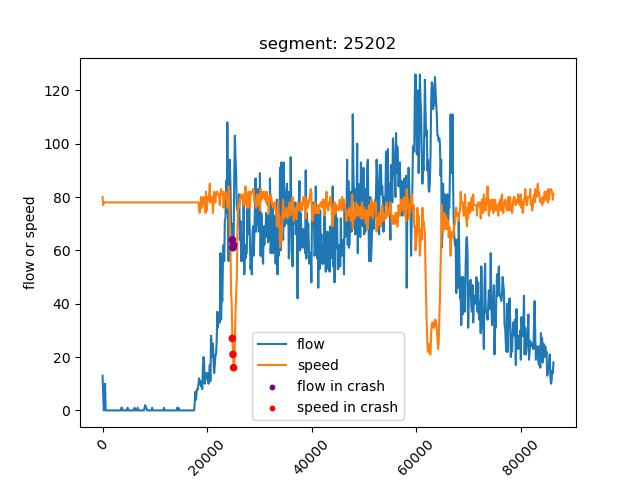 segment: 25202
120
100
80
60
40
20
0
flow or speed
flow
speed
flow in crash
speed in crash
0
20000
40000
60000
80000